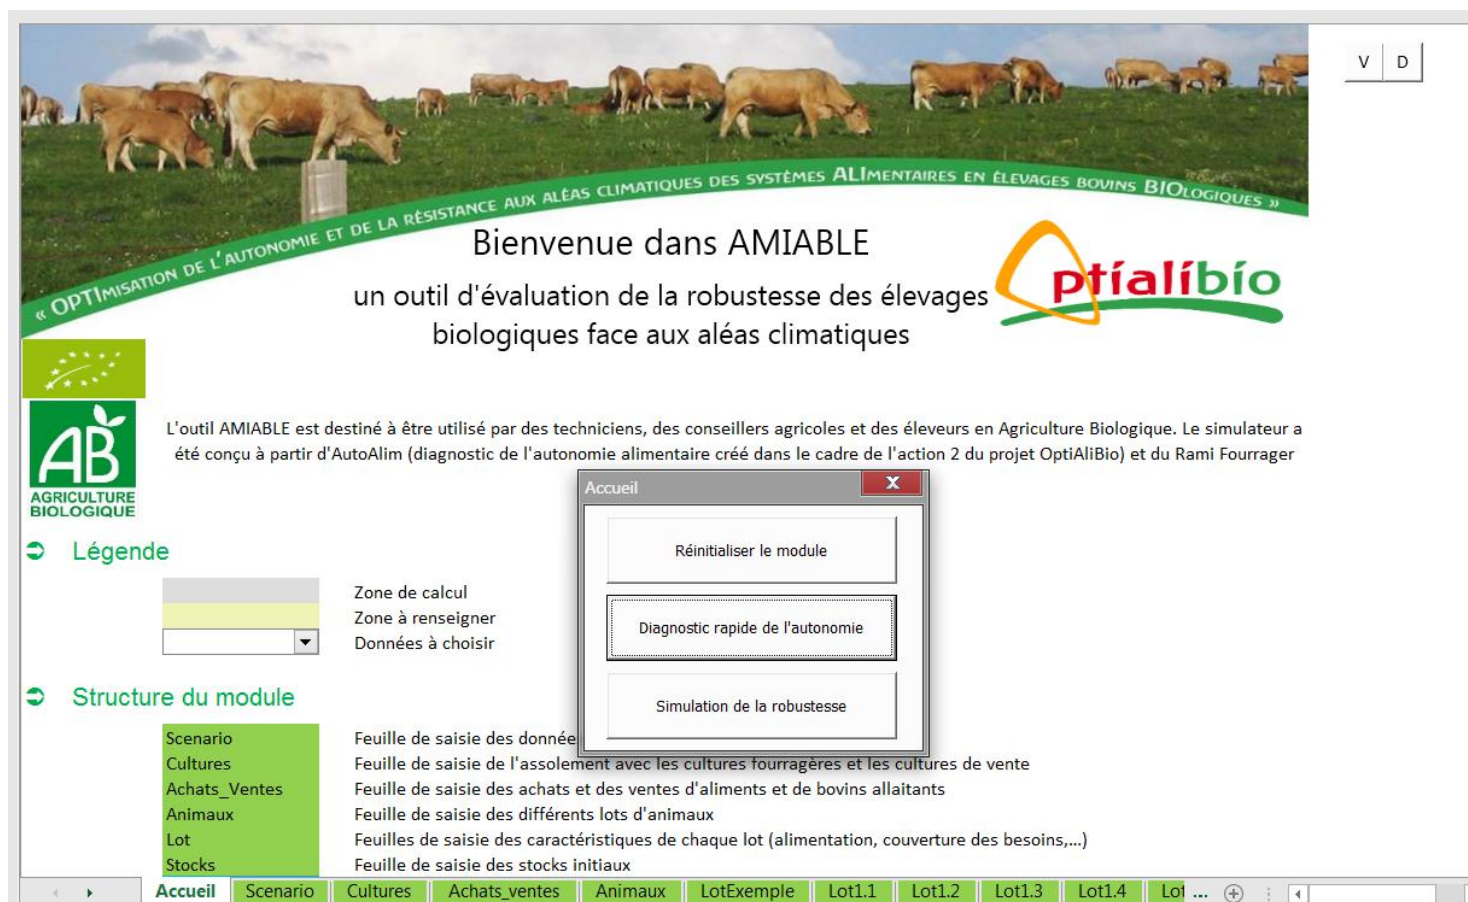 V D
« OPTIMISATION DE L'AUTONOMIE ET DE LA RÉSISTANCE AUX ALÉAS CLIMATIQUES DES SYSTÈMES ALIMENTAIRES EN ÉLEVAGES BOVINS BIOLOGIQUES »
Bienvenue dans AMIABLE
un outil d'évaluation de la robustesse des élevages
biologiques face aux aléas climatiques
Optialibio
AB
AGRICULTURE
BIOLOGIQUE
L'outil AMIABLE est destiné à être utilisé par des techniciens, des conseillers agricoles et des éleveurs en Agriculture Biologique. Le simulateur a
été conçu à partir d'AutoAlim (diagnostic de l'autonomie alimentaire créé dans le cadre de l'action 2 du projet OptiAliBio) et du Rami Fourrager
Accueil X
Réinitialiser le module
Diagnostic rapide de l'autonomie
Simulation de la robustesse
Légende
Zone de calcul
Zone à renseigner
Données à choisir
Structure du module
Scenario Feuille de saisie des donnée
Cultures Feuille de saisie de l'assolement avec les cultures fourragères et les cultures de vente
Achats_Ventes Feuille de saisie des achats et des ventes d'aliments et de bovins allaitants
Animaux Feuille de saisie des différents lots d'animaux
Lot Feuilles de saisie des caractéristiques de chaque lot (alimentation, couverture des besoins,...)
Stocks Feuille de saisie des stocks initiaux
Accueil Scenario Cultures Achats_ventes Animaux LotExemple Lot1.1 Lot1.2 Lot1.3 Lot1.4 Lot ...